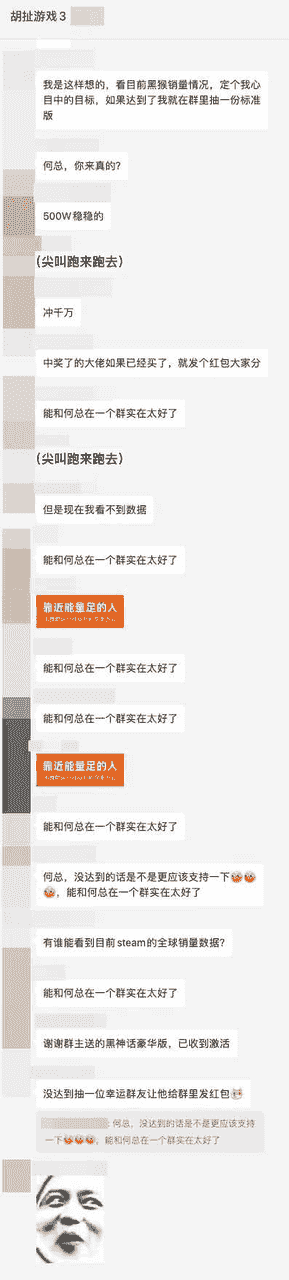 胡扯游戏3
我是这样想的，看目前黑猴销量情况，定个我心
目中的目标，如果达到了我就在群里抽一份标准
版
何总，你来真的？
500W稳稳的
(尖叫跑来跑去)
冲千万
中奖了的大佬如果已经买了，就发个红包大家分
能和何总在一个群实在太好了
(尖叫跑来跑去)
但是现在我看不到数据
能和何总在一个群实在太好了
靠近能量足的人
能和何总在一个群实在太好了
能和何总在一个群实在太好了
靠近能量足的人
能和何总在一个群实在太好了
何总，没达到的话是不是更应该支持一下
，能和何总在一个群实在太好了
有谁能看到目前steam的全球销量数据？
能和何总在一个群实在太好了
谢谢群主送的黑神话豪华版，已收到激活
没达到抽一位幸运群友让他给群里发红包
: 何总，没达到的话是不是更应该支持
一下，能和何总在一个群实在太好了